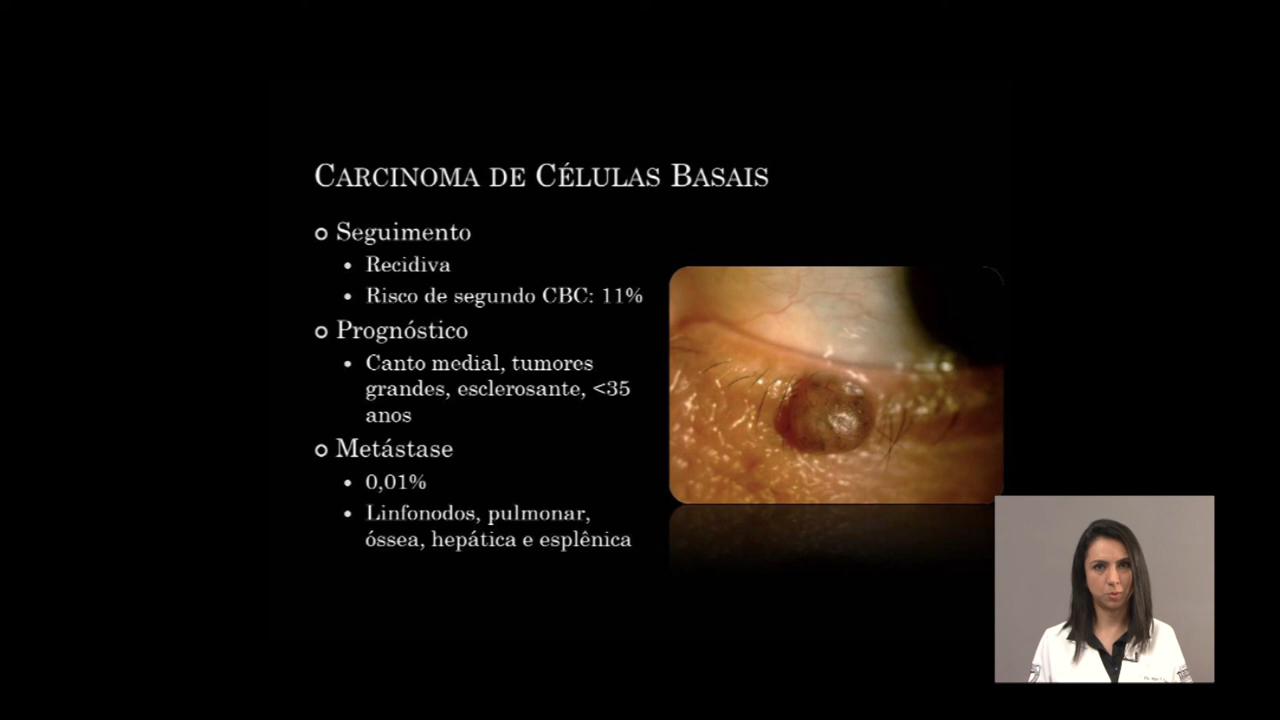 CARCINOMA DE CÉLULAS BASAIS
Seguimento
Recidiva
Risco de segundo CBC: 11%
Prognóstico
Canto medial, tumores
grandes, esclerosante, <35
anos
Metástase
0,01%
Linfonodos, pulmonar,
óssea, hepática e esplênica